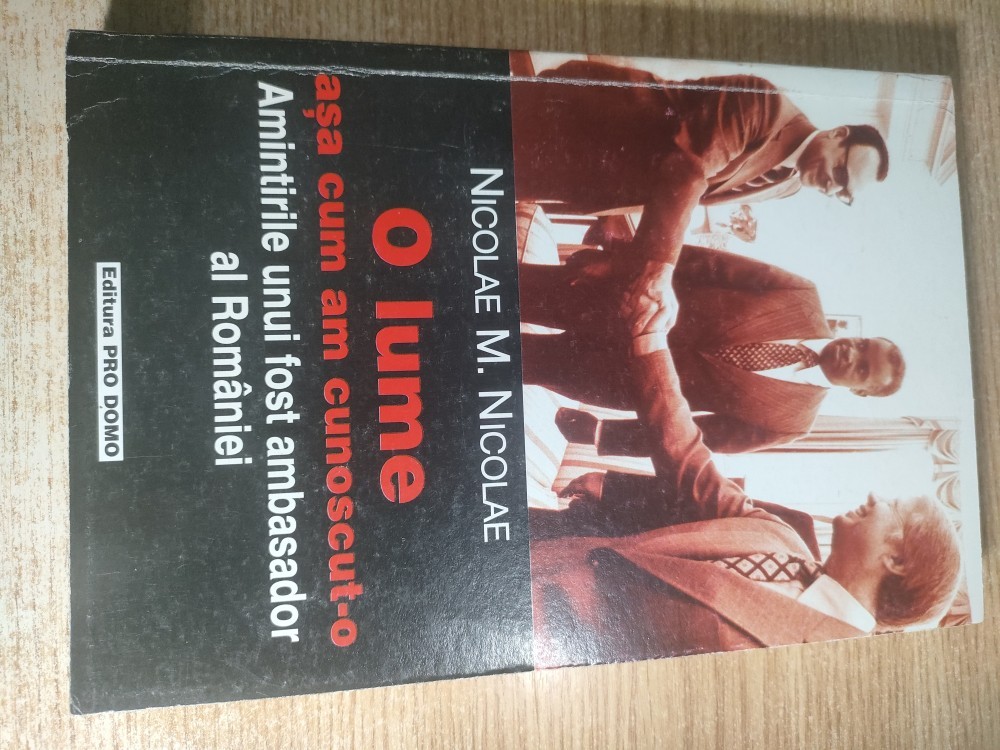 NICOLAE M. NICOLAE
O lume
așa cum am cunoscut-o
Amintirile unui fost ambasador
al României
Editura PRO DOMO